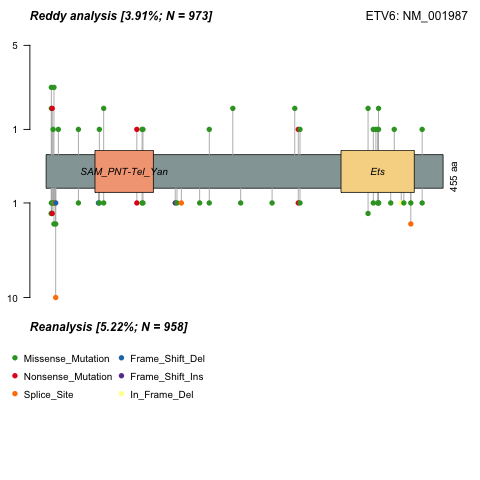 Reddy analysis [3.91%; N = 973]
ETV6: NM_001987
5
1
SAM_PNT-Tel_Yan
Ets
455 aa
1
10
Reanalysis [5.22%; N = 958]
Missense_Mutation
Frame_Shift_Del
Nonsense_Mutation
Frame_Shift_Ins
Splice_Site
In_Frame_Del